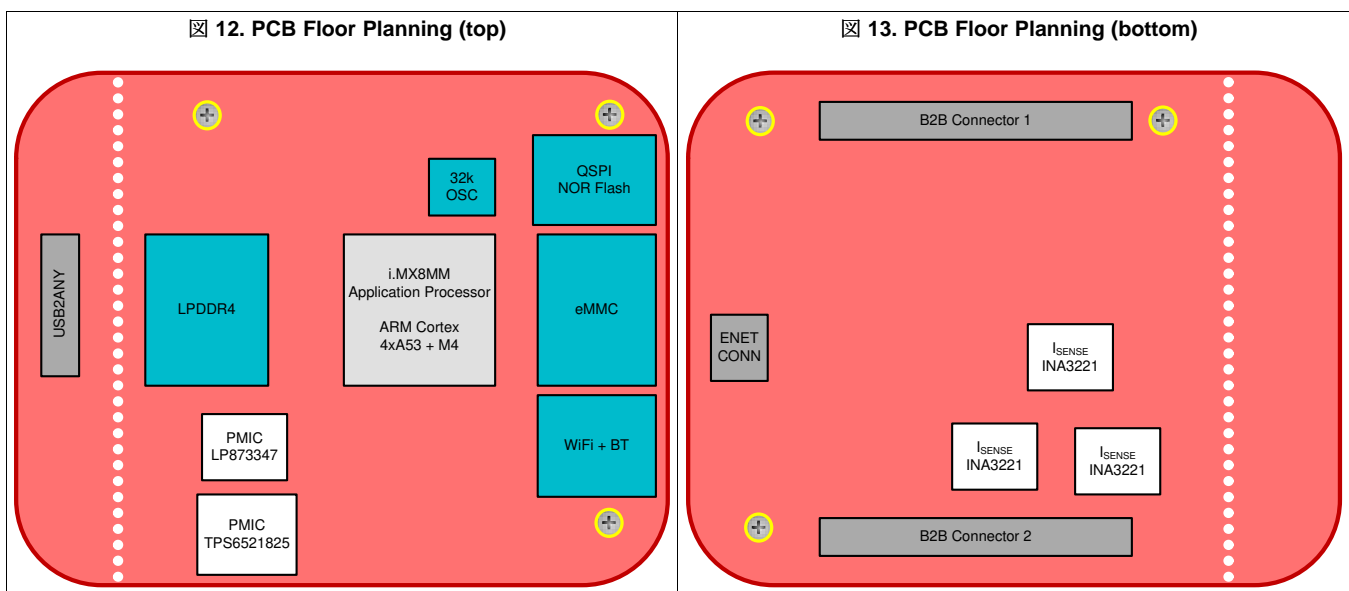 図 12. PCB Floor Planning (top)
32k
OSC
QSPI
NOR Flash
USB2ANY
LPDDR4
i.MX8MM
Application Processor
ARM Cortex
4xA53 + M4
eMMC
PMIC
LP873347
WiFi + BT
PMIC
TPS6521825
図 13. PCB Floor Planning (bottom)
B2B Connector 1
ENET
CONN
ISENSE
INA3221
ISENSE
INA3221
ISENSE
INA3221
B2B Connector 2